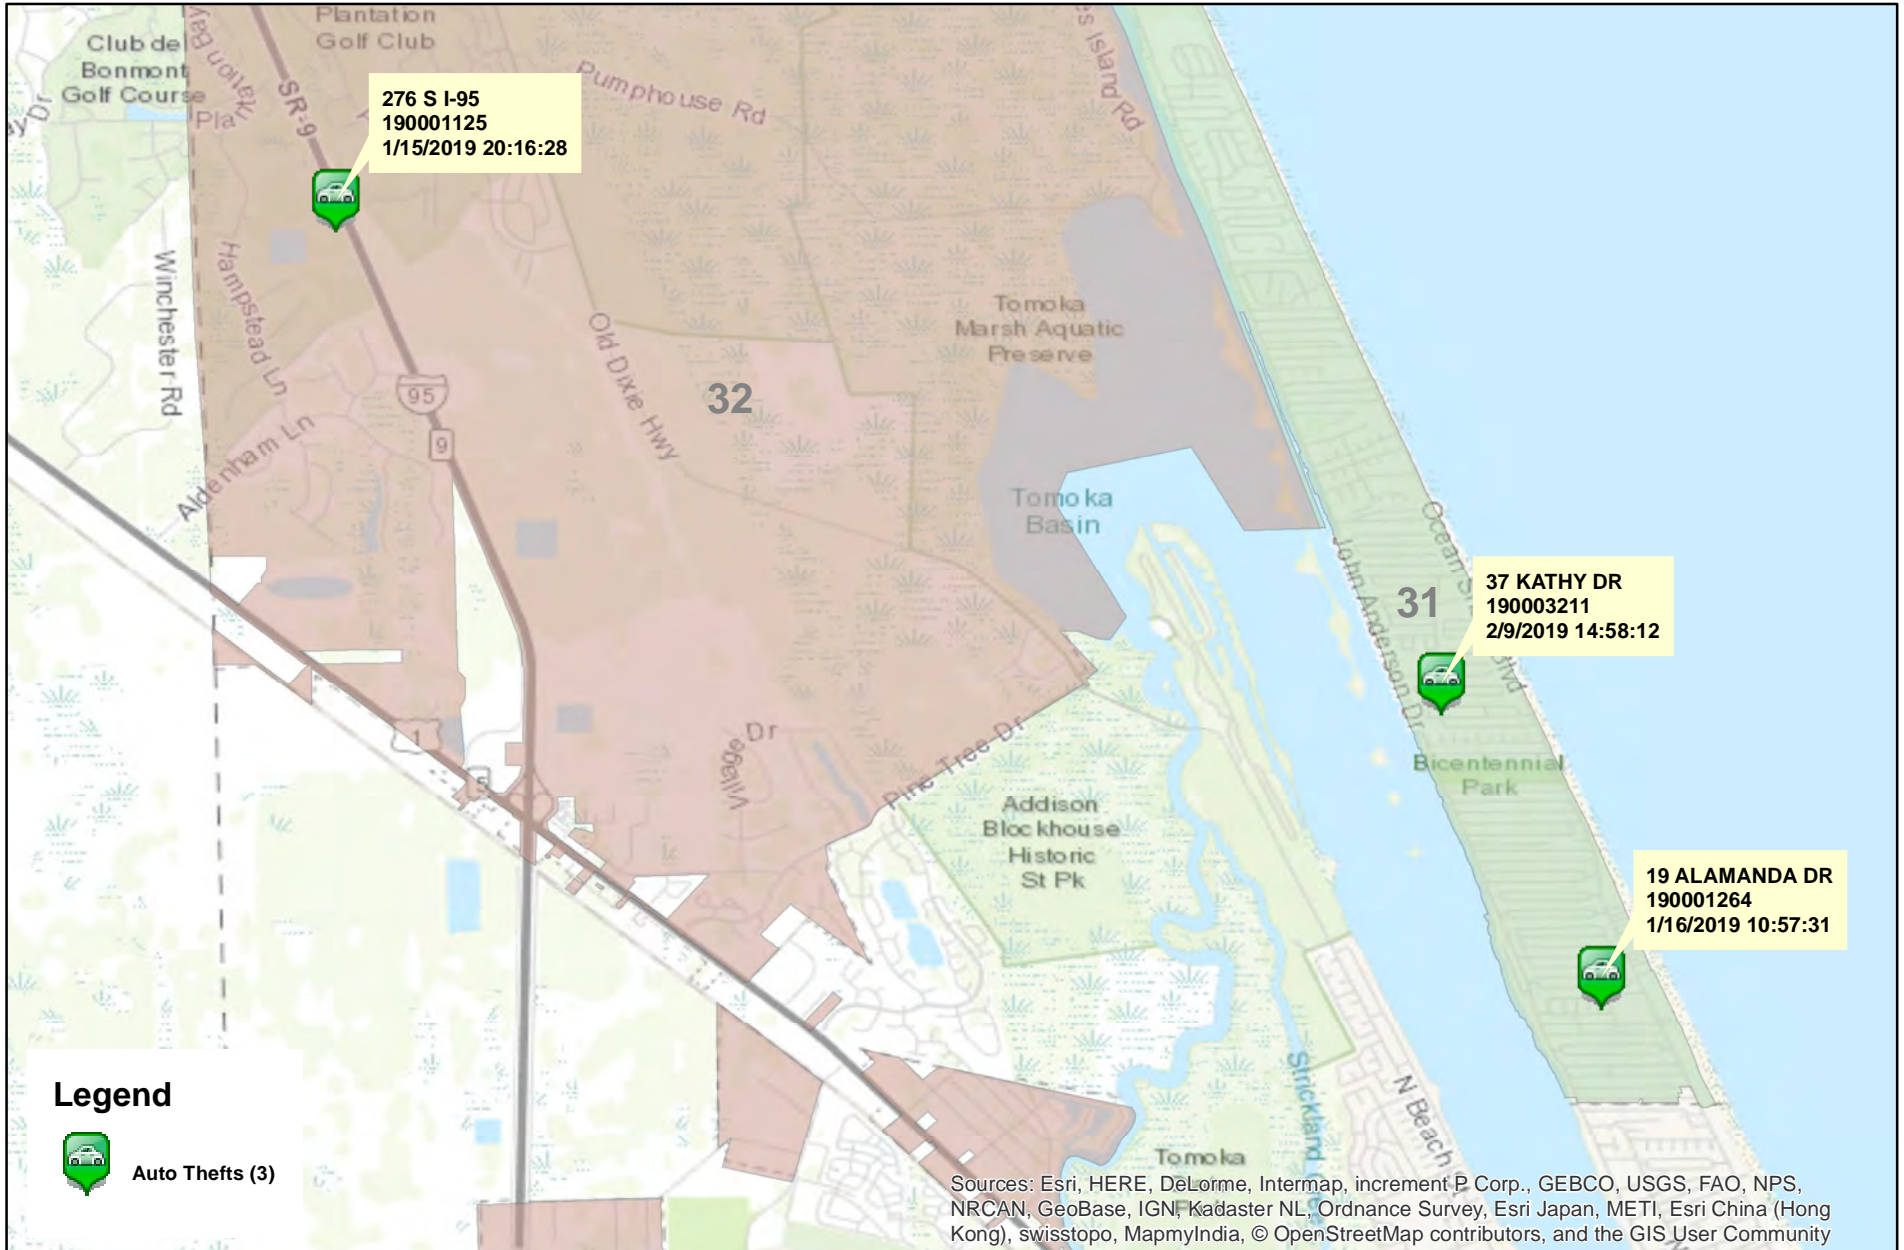 Plantation
Golf Club
Club de
Bonmont
Golf Course
SR-9
Pumphouse Rd
276 S I-95
190001125
1/15/2019 20:16:28
Winchester Rd
Hampstead Ln
Aldenham Ln
95
9
Old Dixie Hwy
32
Tomoka
Marsh Aquatic
Preserve
Tomoka
Basin
Ocean
Blvd
John Anderson Dr
31
37 KATHY DR
190003211
2/9/2019 14:58:12
Bicentennial
Park
1
5
Village Dr
Pine Tree Dr
Addison
Blockhouse
Historic
St Pk
19 ALAMANDA DR
190001264
1/16/2019 10:57:31
Strickland
N Beach
Tomoka
Legend
Auto Thefts (3)
Sources: Esri, HERE, DeLorme, Intermap, increment P Corp., GEBCO, USGS, FAO, NPS,
NRCAN, GeoBase, IGN, Kadaster NL, Ordnance Survey, Esri Japan, METI, Esri China (Hong
Kong), swisstopo, MapmyIndia, © OpenStreetMap contributors, and the GIS User Community